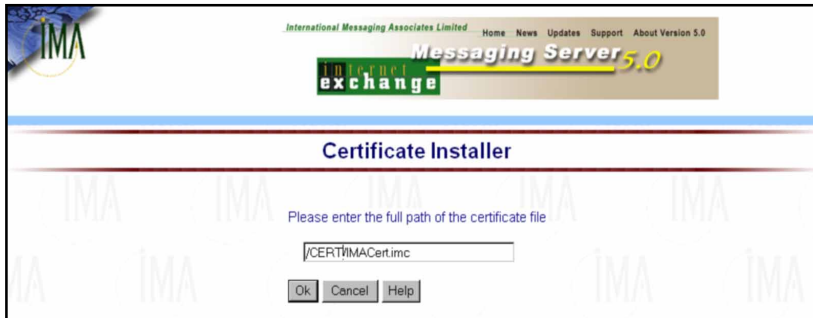 IMA
International Messaging Associates Limited
Home News Updates Support About Version 5.0
Messaging Server 5.0
internet
exchange
Certificate Installer
Please enter the full path of the certificate file
/CERT/IMACert.imc
Ok Cancel Help